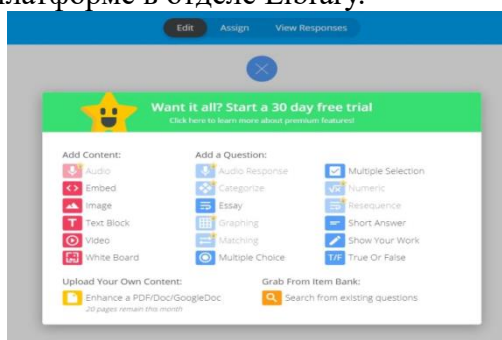 платформе в отделе Library.
Edit Assign View Responses
Want it all? Start a 30 day free trial
Click here to learn more about premium features!
Add Content: Add a Question:
Audio Audio Response Multiple Selection
Embed Categorize Numeric
Image Essay Resequence
Text Block Graphing Short Answer
Video Matching Show Your Work
White Board Multiple Choice True Or False
Upload Your Own Content: Grab From Item Bank:
Enhance a PDF/Doc/GoogleDoc Search from existing questions
20 pages remain this month